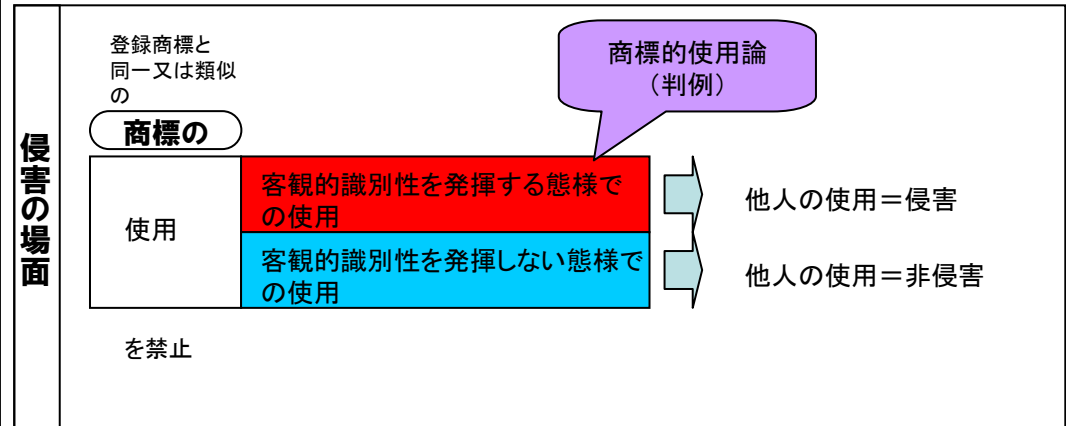 侵害の場面
登録商標と
同一又は類似
の
商標の
商標的使用論
（判例）
使用
客観的識別性を発揮する態様で
の使用
他人の使用＝侵害
客観的識別性を発揮しない態様で
の使用
他人の使用＝非侵害
を禁止